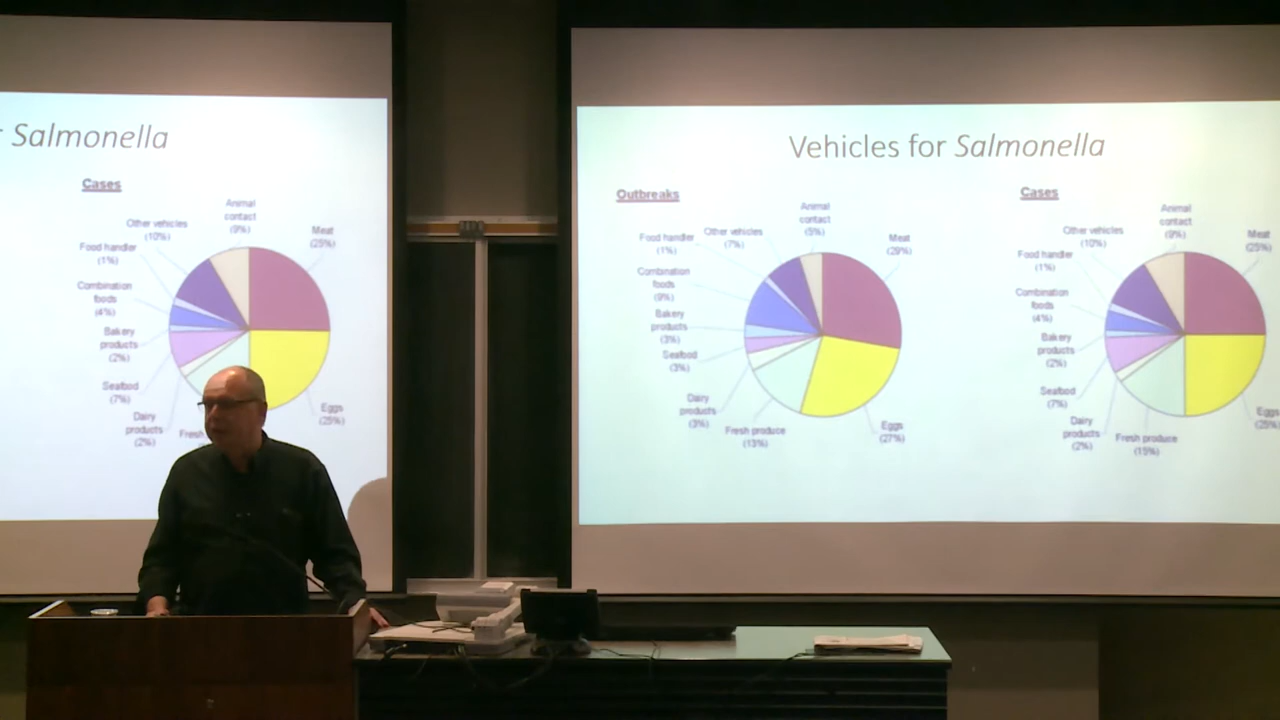 r Salmonella
Cases
Animal
contact
(9%)
Other vehicles
(10%)
Meat
(25%)
Food handler
(1%)
Combination
foods
(4%)
Bakery
products
(2%)
Seafood
(7%)
Dairy
products
(2%)
Fresh
Eggs
(25%)
Vehicles for Salmonella
Outbreaks
Animal
contact
(5%)
Other vehicles
(7%)
Food handler
(1%)
Meat
(29%)
Combination
foods
(9%)
Bakery
products
(3%)
Seafood
(3%)
Dairy
products
(3%)
Fresh produce
(13%)
Eggs
(27%)
Cases
Animal
contact
(9%)
Other vehicles
(10%)
Meat
(25%)
Food handler
(1%)
Combination
foods
(4%)
Bakery
products
(2%)
Seafood
(7%)
Dairy
products
(2%)
Fresh produce
(15%)
Eggs
(25%)